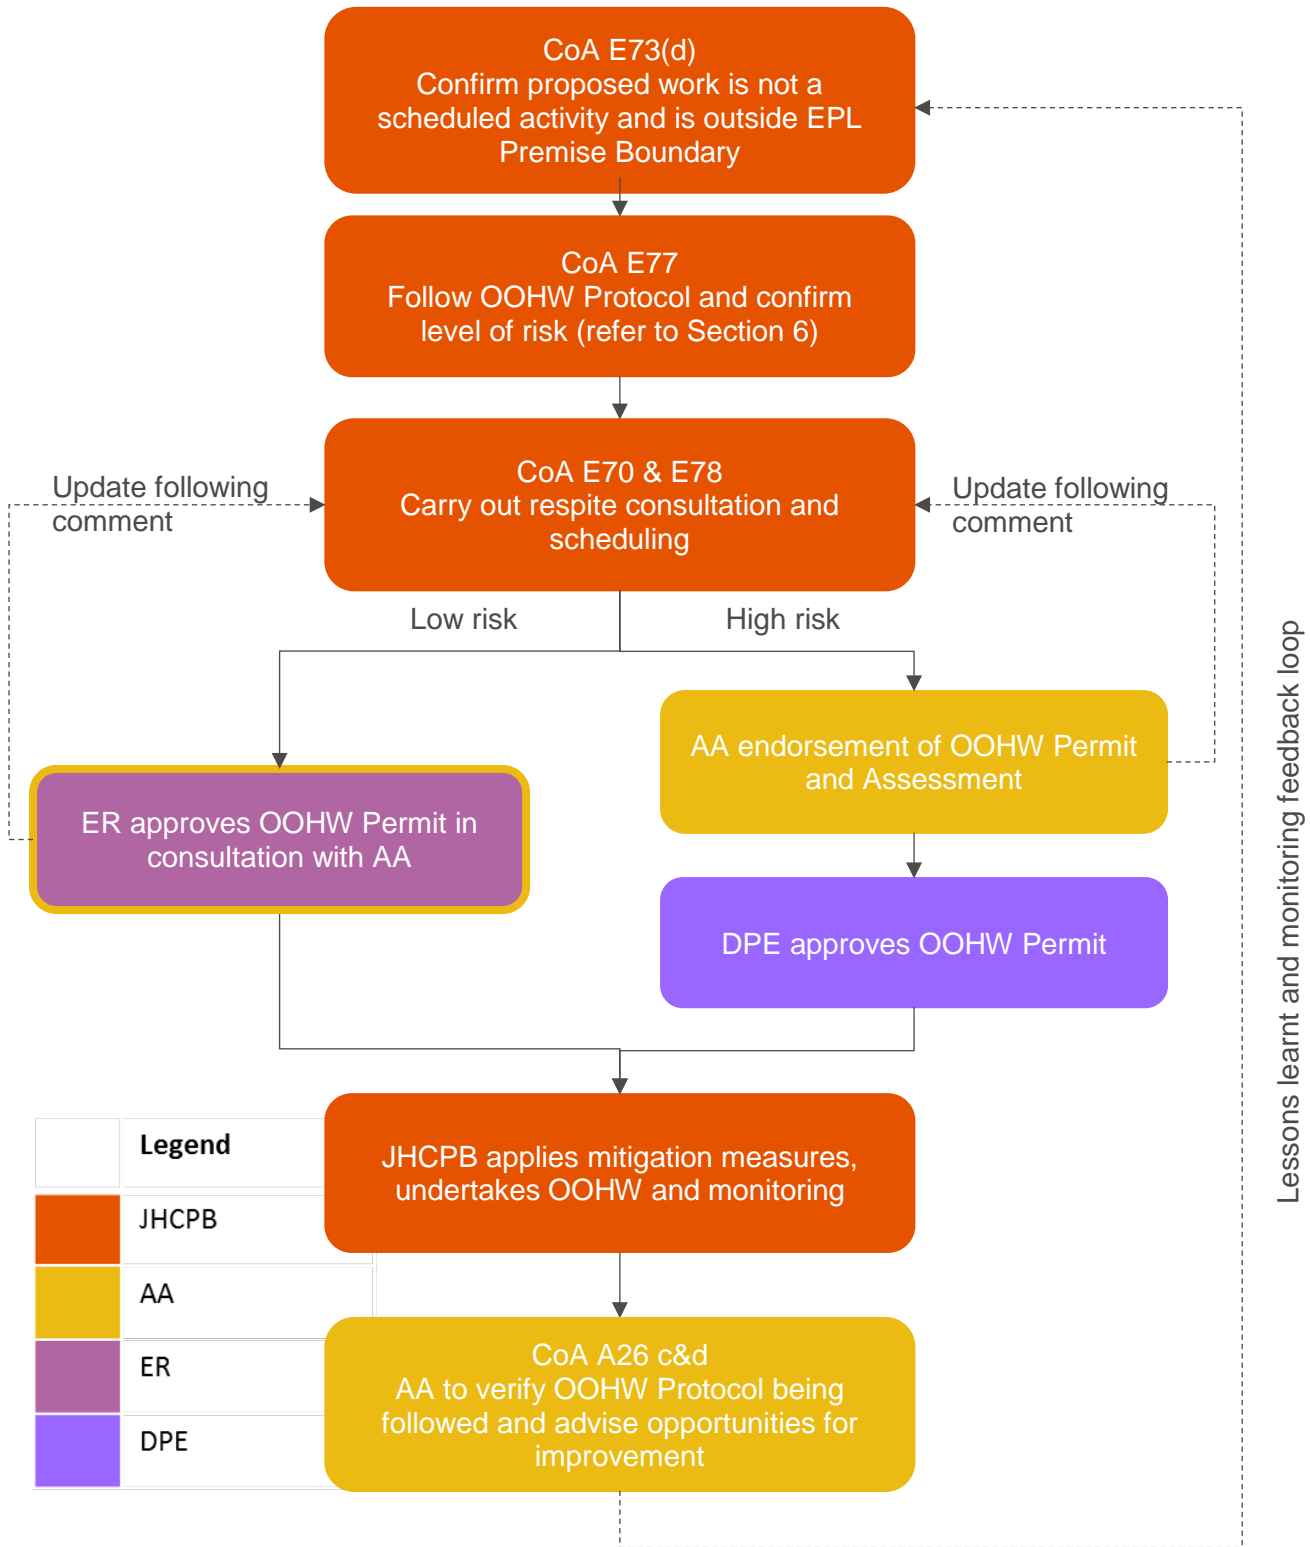 CoA E73(d)
Confirm proposed work is not a
scheduled activity and is outside EPL
Premise Boundary
CoA E77
Follow OOHW Protocol and confirm
level of risk (refer to Section 6)
CoA E70 & E78
Carry out respite consultation and
scheduling
Update following
comment
Update following
comment
Low risk
High risk
AA endorsement of OOHW Permit
and Assessment
ER approves OOHW Permit in
consultation with AA
DPE approves OOHW Permit
JHCPB applies mitigation measures,
undertakes OOHW and monitoring
CoA A26 c&d
AA to verify OOHW Protocol being
followed and advise opportunities for
improvement
Legend
JHCPB
AA
ER
DPE
Lessons learnt and monitoring feedback loop